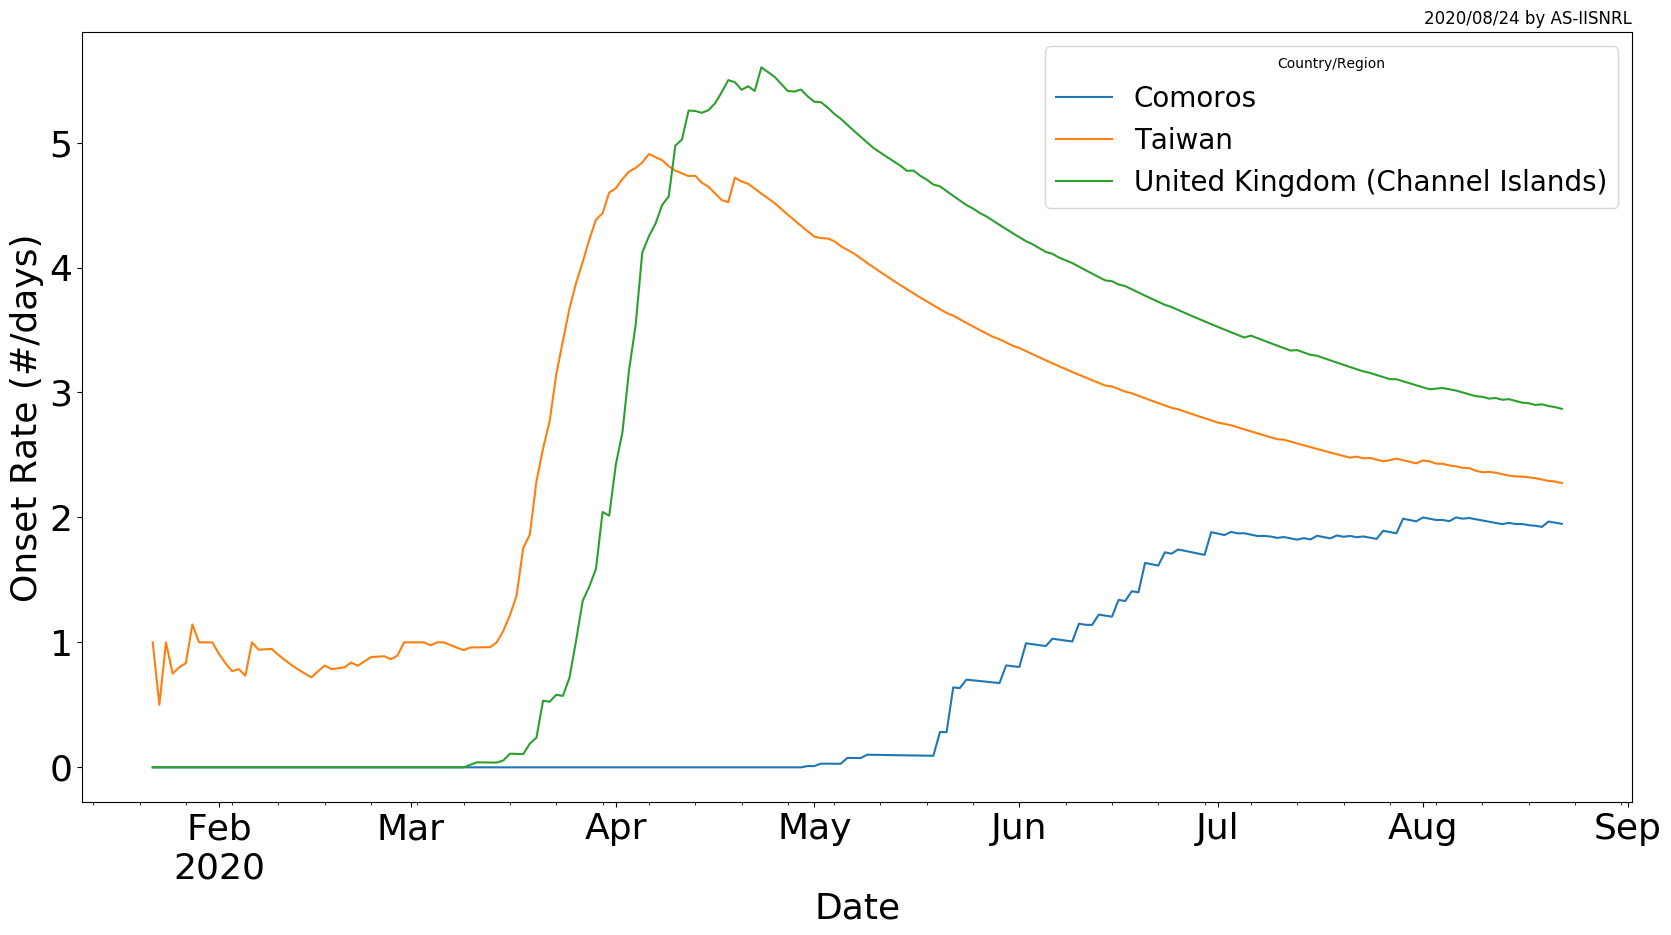 2020/08/24 by AS-IISNRL
Country/Region
Comoros
Taiwan
United Kingdom (Channel Islands)
Onset Rate (#/days)
5
4
3
2
1
0
Feb Mar Apr May Jun Jul Aug Sep
2020
Date